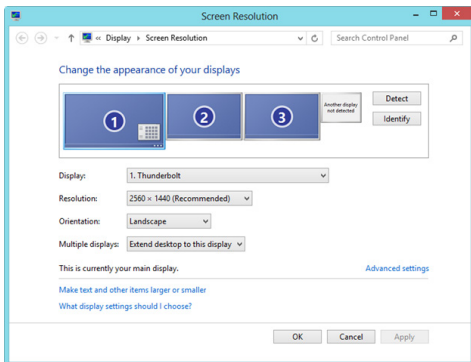 Screen Resolution
« Display ▸ Screen Resolution
Search Control Panel
Change the appearance of your displays
1
2
3
Another display not detected
Detect
Identify
Display: 1. Thunderbolt
Resolution: 2560 × 1440 (Recommended)
Orientation: Landscape
Multiple displays: Extend desktop to this display
This is currently your main display. Advanced settings
Make text and other items larger or smaller
What display settings should I choose?
OK Cancel Apply